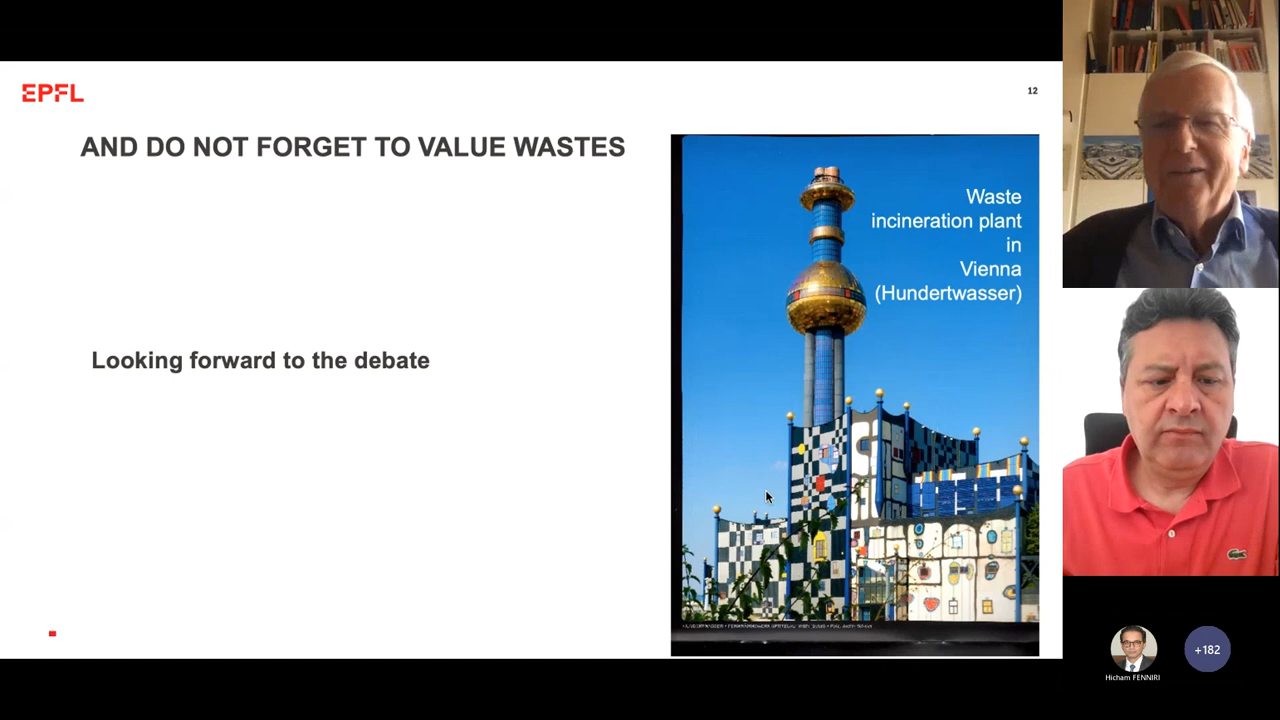 EPFL
12
AND DO NOT FORGET TO VALUE WASTES
Waste
incineration plant
in
Vienna
(Hundertwasser)
Looking forward to the debate
Hicham FENNIRI
+182